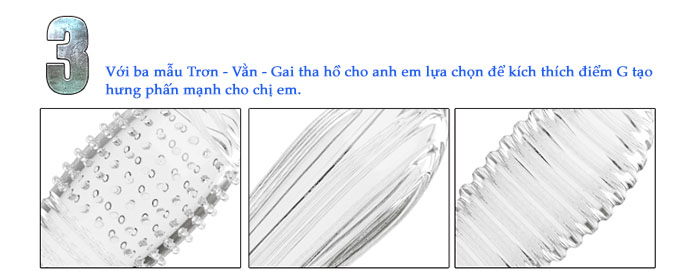 3
Với ba mẫu Trơn - Vằn - Gai tha hồ cho anh em lựa chọn để kích thích điểm G tạo
hưng phấn mạnh cho chị em.